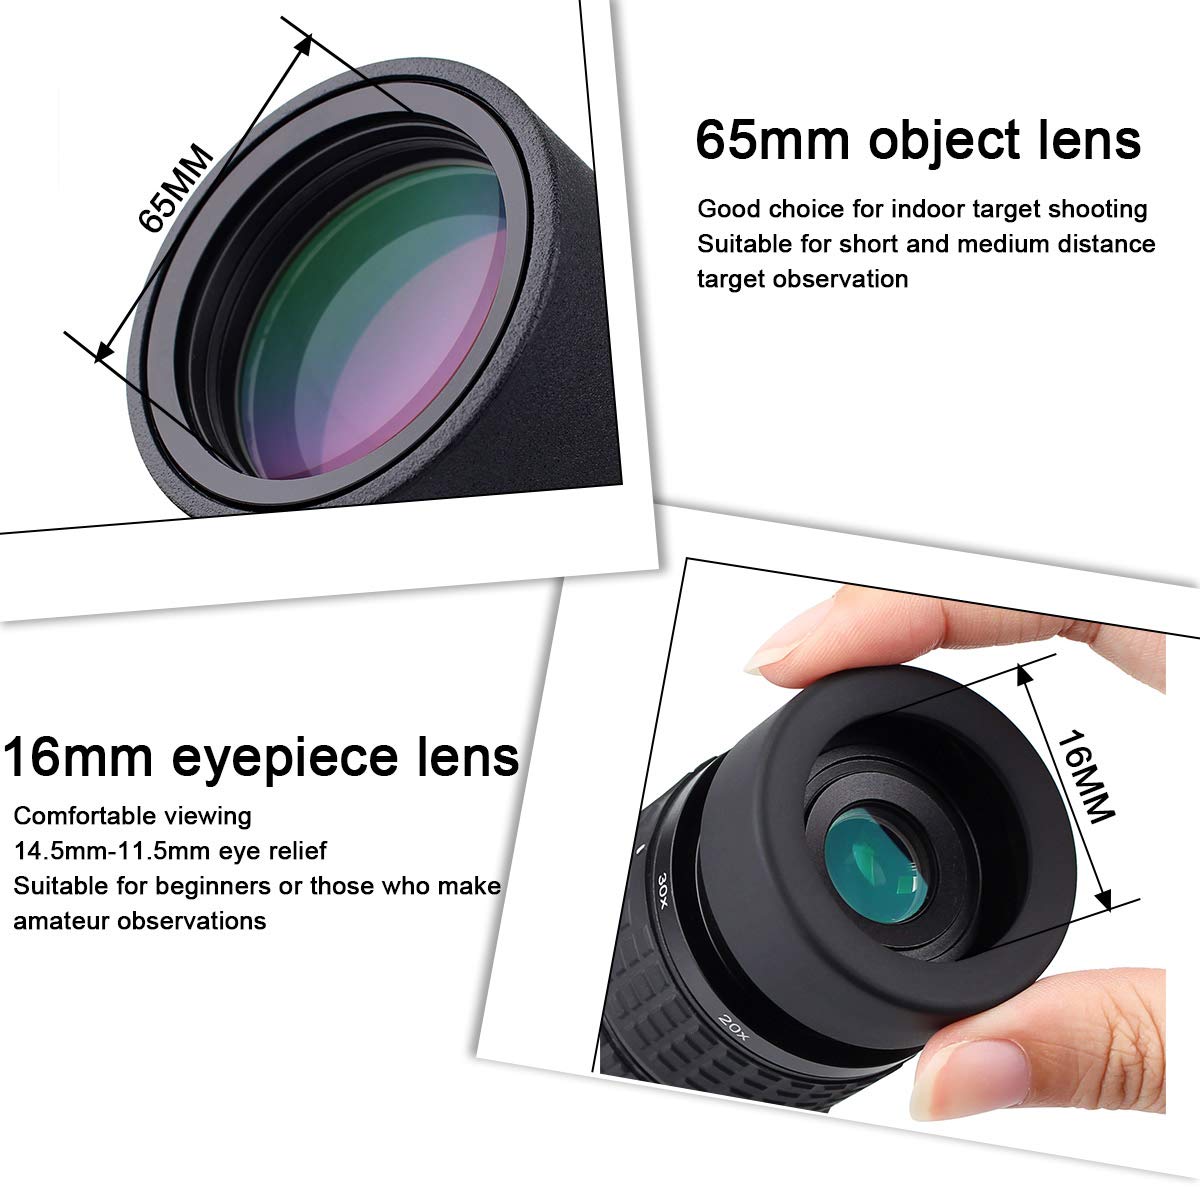 65MM
65mm object lens
Good choice for indoor target shooting
Suitable for short and medium distance
target observation
16mm eyepiece lens
Comfortable viewing
14.5mm-11.5mm eye relief
Suitable for beginners or those who make
amateur observations
16MM
30x
20x